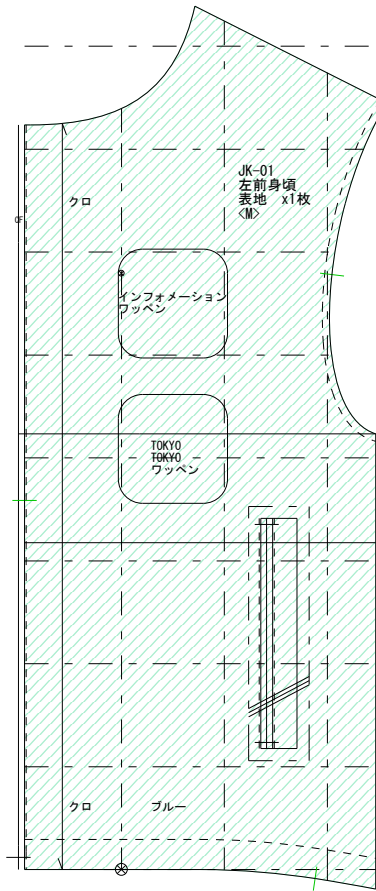 JK-01
左前身頃
表地 x1枚
<M>
クロ
CF
インフォメーション
ワッペン
TOKYO
TOKYO
ワッペン
クロ
ブルー